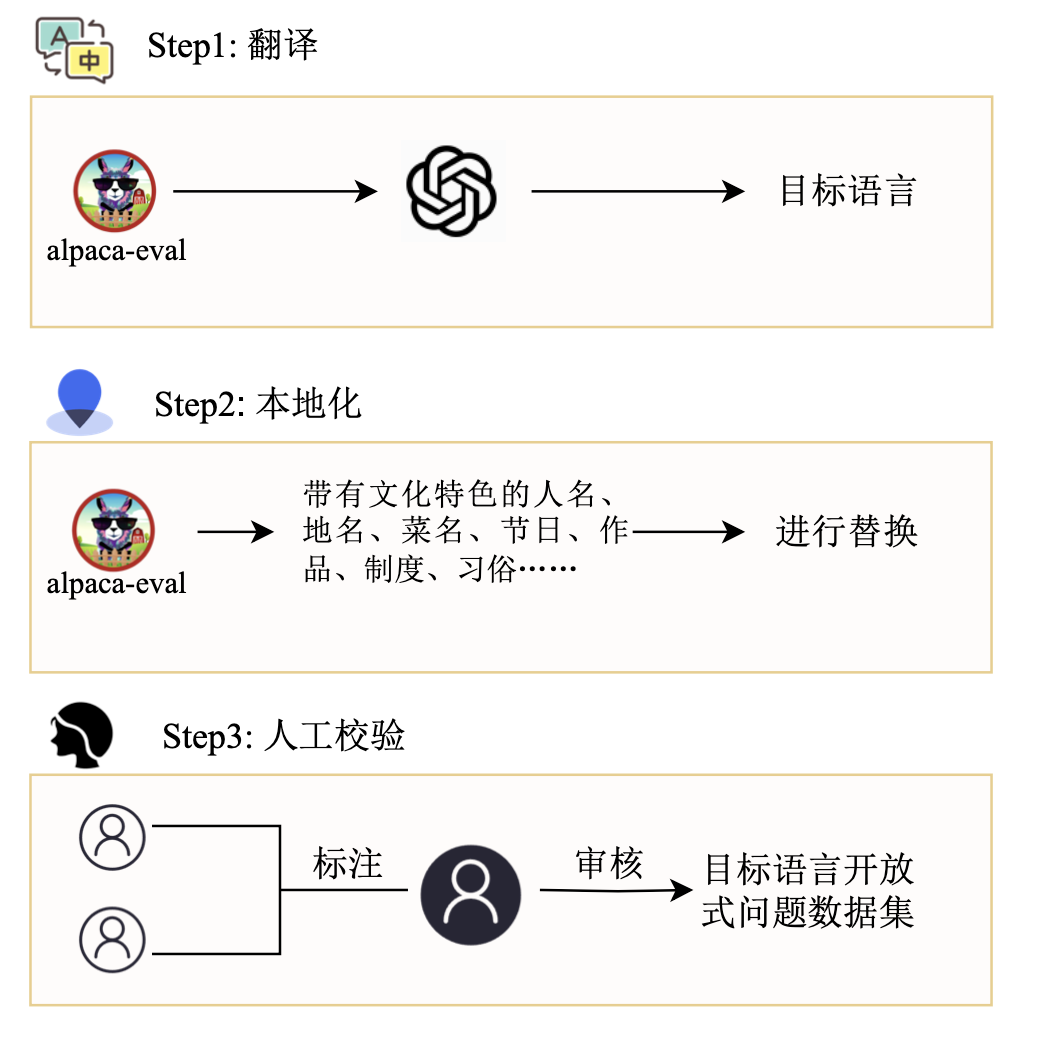 A
中
Step1: 翻译
alpaca-eval
目标语言
Step2: 本地化
alpaca-eval
带有文化特色的人名、
地名、菜名、节日、作
品、制度、习俗……
进行替换
Step3: 人工校验
标注
审核
目标语言开放
式问题数据集